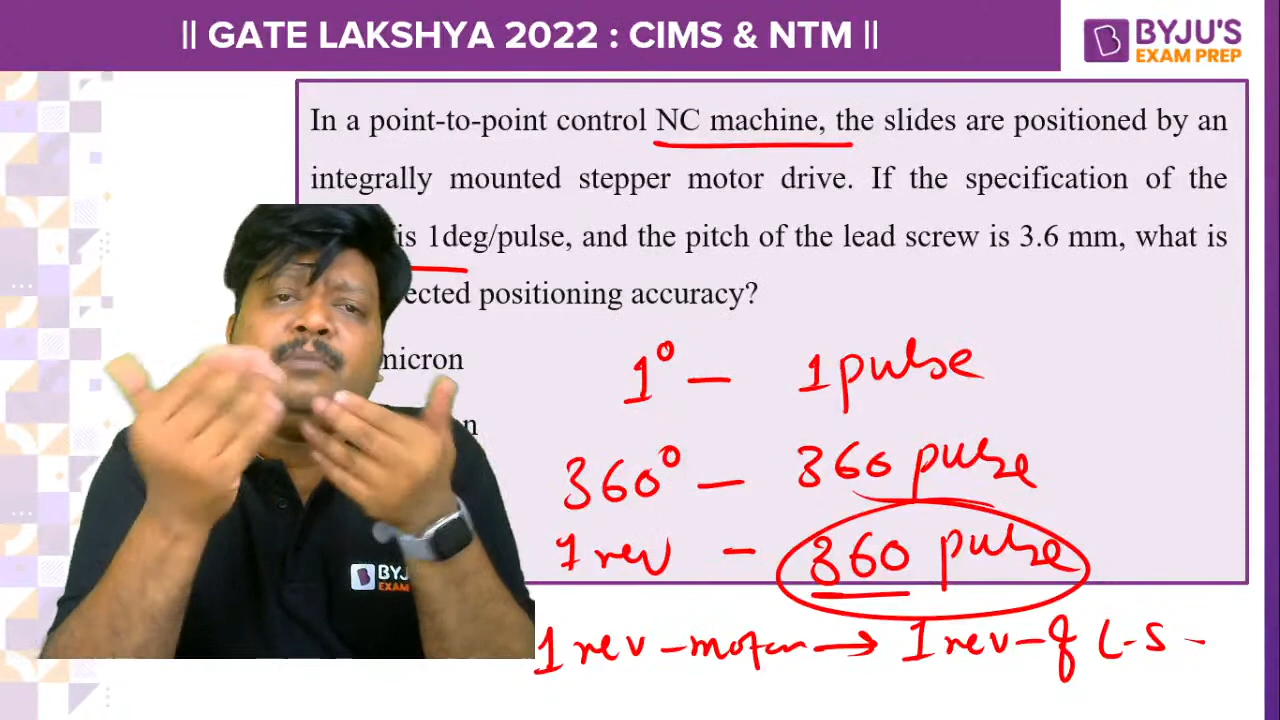 || GATE LAKSHYA 2022 : CIMS & NTM ||
BYJU'S
EXAM PREP
In a point-to-point control NC machine, the slides are positioned by an
integrally mounted stepper motor drive. If the specification of the
is 1deg/pulse, and the pitch of the lead screw is 3.6 mm, what is
positioning accuracy?
micron
1° – 1 pulse
360° – 360 pulse
1 rev – 360 pulse
1 rev – motor → 1 rev – of L-S -
BYJU
EXAM